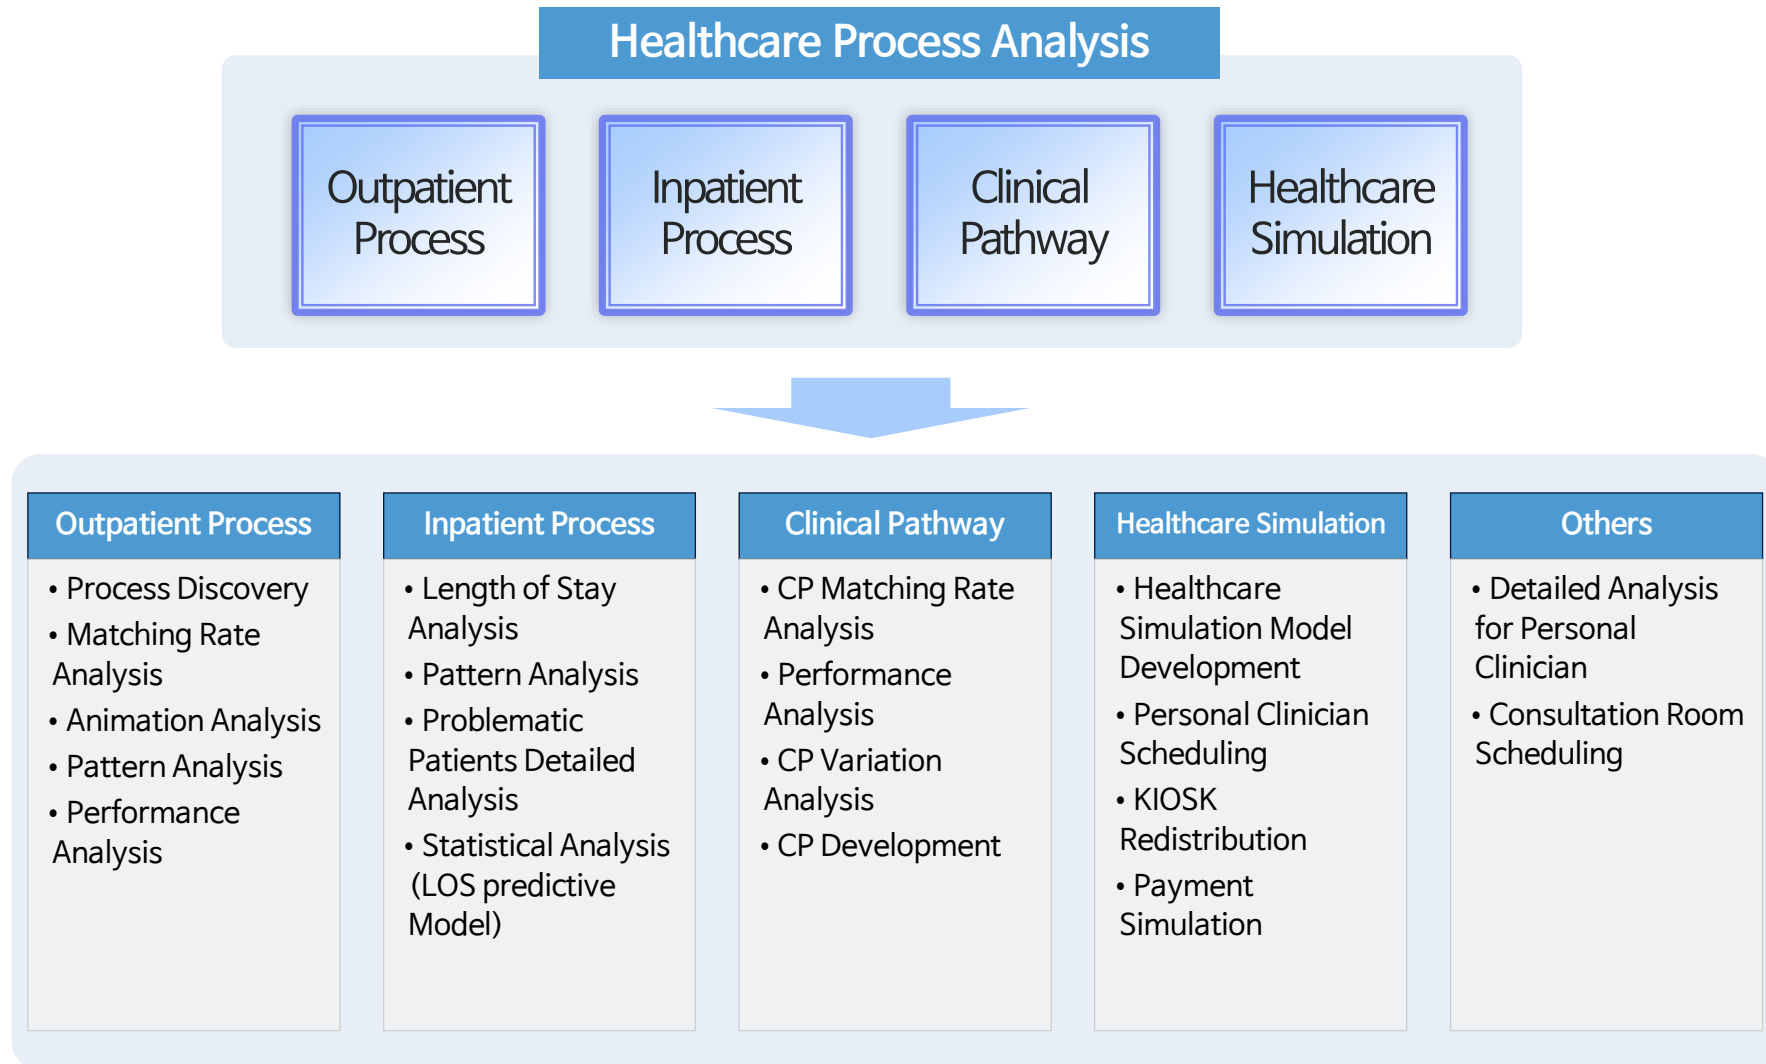 Healthcare Process Analysis
Outpatient
Process
Inpatient
Process
Clinical
Pathway
Healthcare
Simulation
Outpatient Process
• Process Discovery
• Matching Rate
Analysis
• Animation Analysis
• Pattern Analysis
• Performance
Analysis
Inpatient Process
• Length of Stay
Analysis
• Pattern Analysis
• Problematic
Patients Detailed
Analysis
• Statistical Analysis
(LOS predictive
Model)
Clinical Pathway
• CP Matching Rate
Analysis
• Performance
Analysis
• CP Variation
Analysis
• CP Development
Healthcare Simulation
• Healthcare
Simulation Model
Development
• Personal Clinician
Scheduling
• KIOSK
Redistribution
• Payment
Simulation
Others
• Detailed Analysis
for Personal
Clinician
• Consultation Room
Scheduling